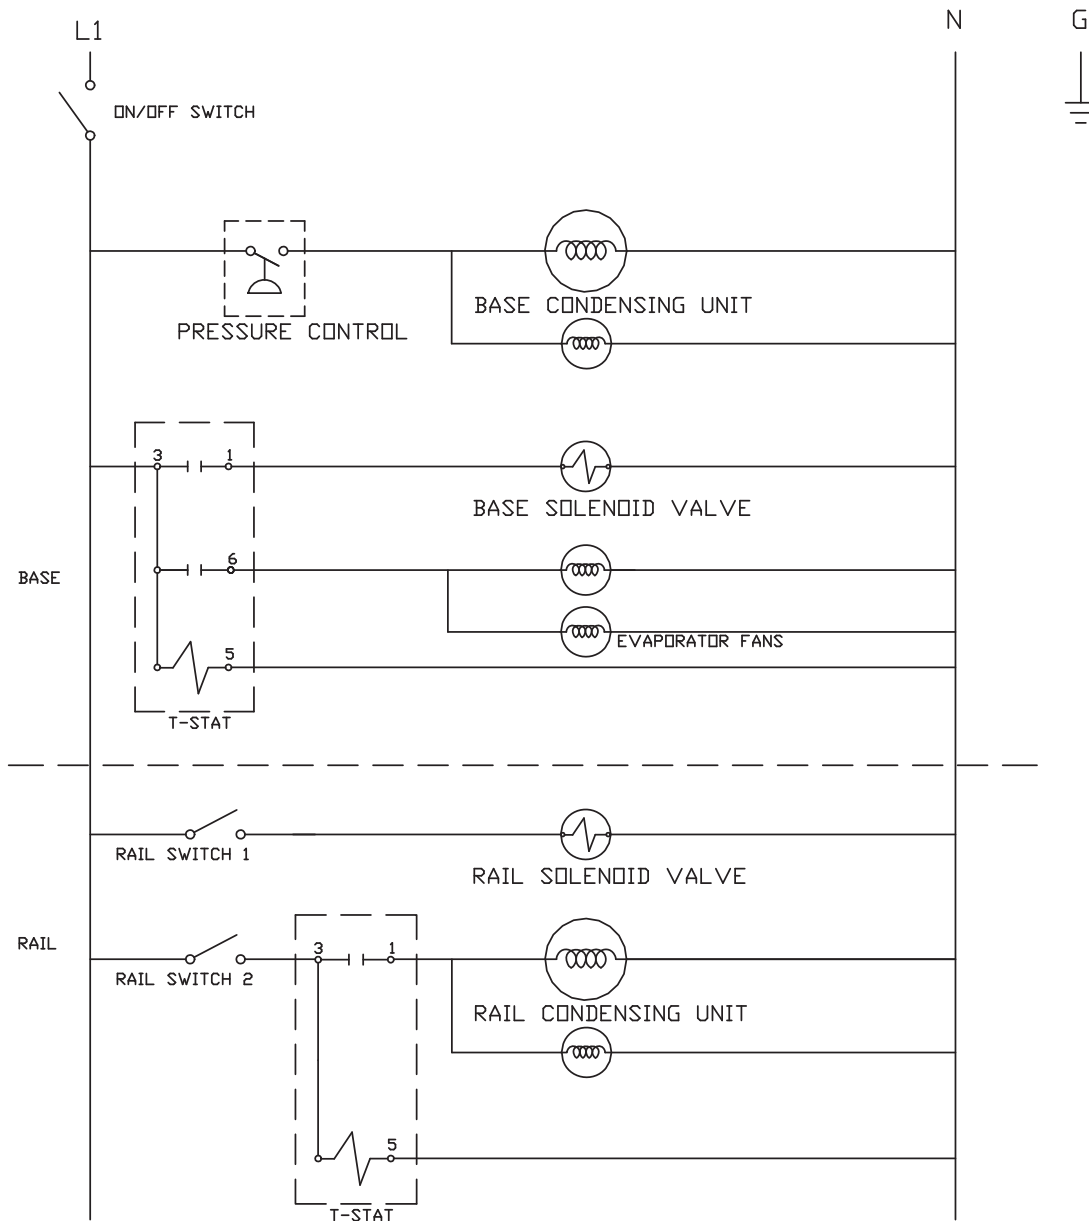 L1
N
G
ON/OFF SWITCH
BASE CONDENSING UNIT
PRESSURE CONTROL
3
1
BASE SOLENOID VALVE
6
BASE
EVAPORATOR FANS
5
T-STAT
RAIL SWITCH 1
RAIL SOLENOID VALVE
RAIL
3
1
RAIL SWITCH 2
RAIL CONDENSING UNIT
5
T-STAT